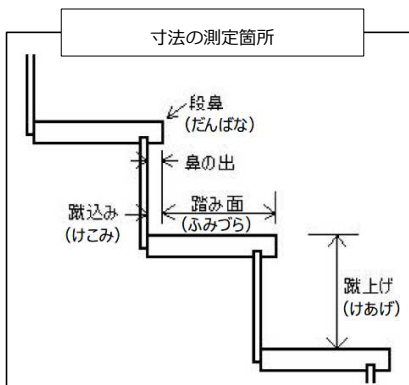 寸法の測定箇所
段鼻
(だんばな)
鼻の出
蹴込み
(けこみ)
踏み面
(ふみづら)
蹴上げ
(けあげ)